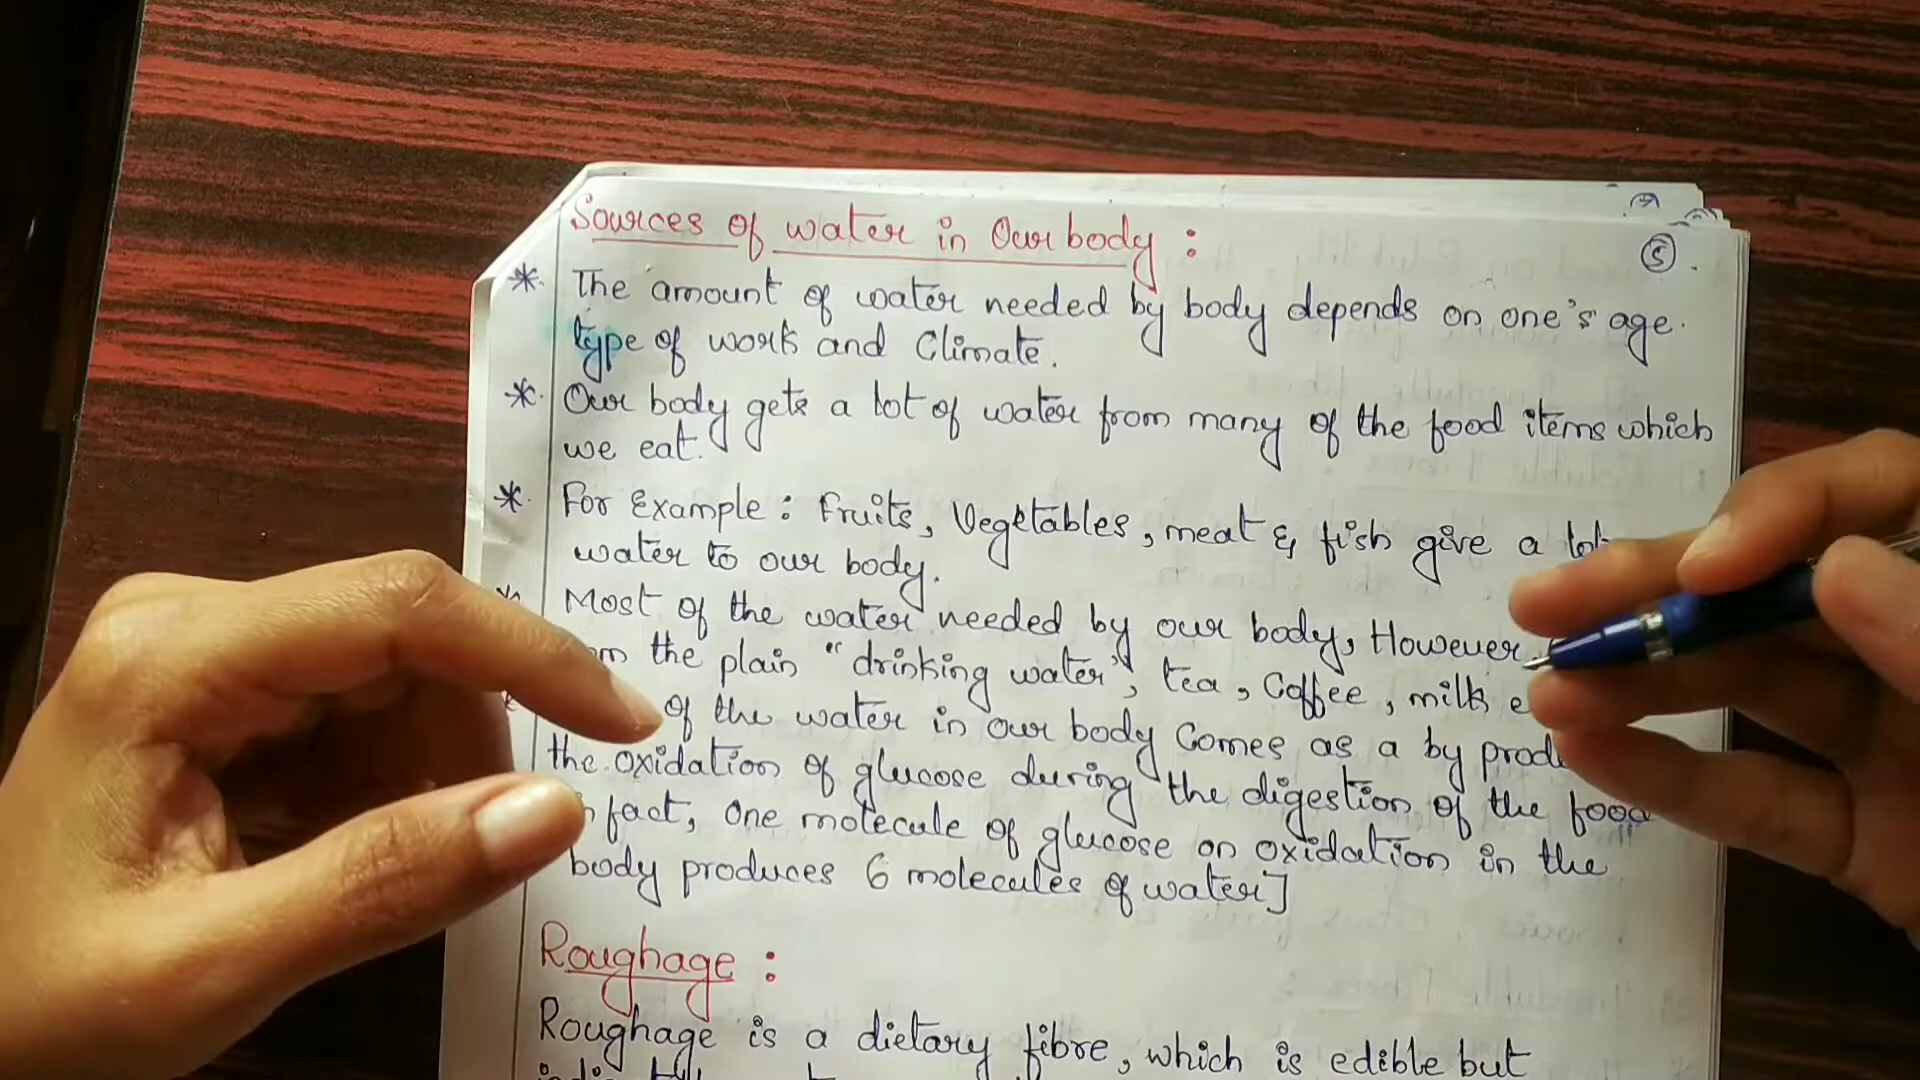 Sources of water in Our body :
5
* The amount of water needed by body depends on one's age.
type of work and Climate.
* Our body gets a lot of water from many of the food items which
we eat.
* For Example : Fruits, Vegetables, meat & fish give a lot
water to our body.
Most of the water needed by our body, However
the plain "drinking water", tea, Coffee, milk
of the water in our body Comes as a by
the oxidation of glucose during the digestion of the food
fact, One molecule of glucose on oxidation in the
body produces 6 molecules of water]
Roughage :
Roughage is a dietary fibre, which is edible but